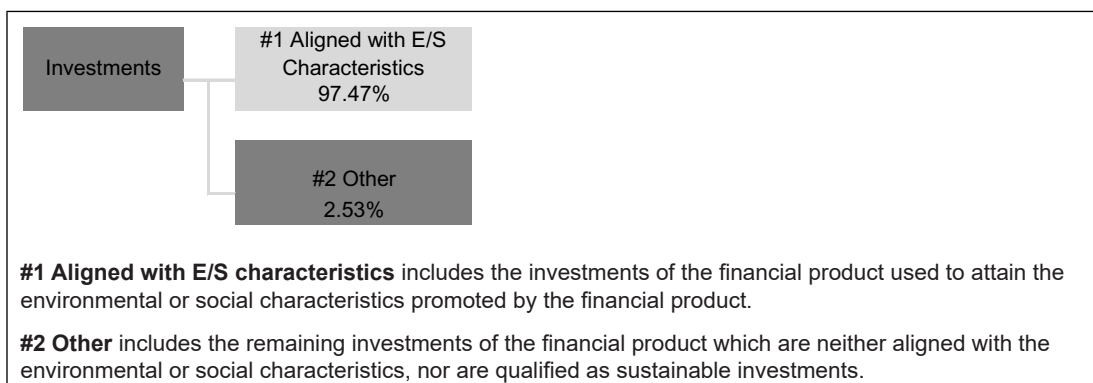 Investments
#1 Aligned with E/S
Characteristics
97.47%
#2 Other
2.53%
#1 Aligned with E/S characteristics includes the investments of the financial product used to attain the
environmental or social characteristics promoted by the financial product.
#2 Other includes the remaining investments of the financial product which are neither aligned with the
environmental or social characteristics, nor are qualified as sustainable investments.